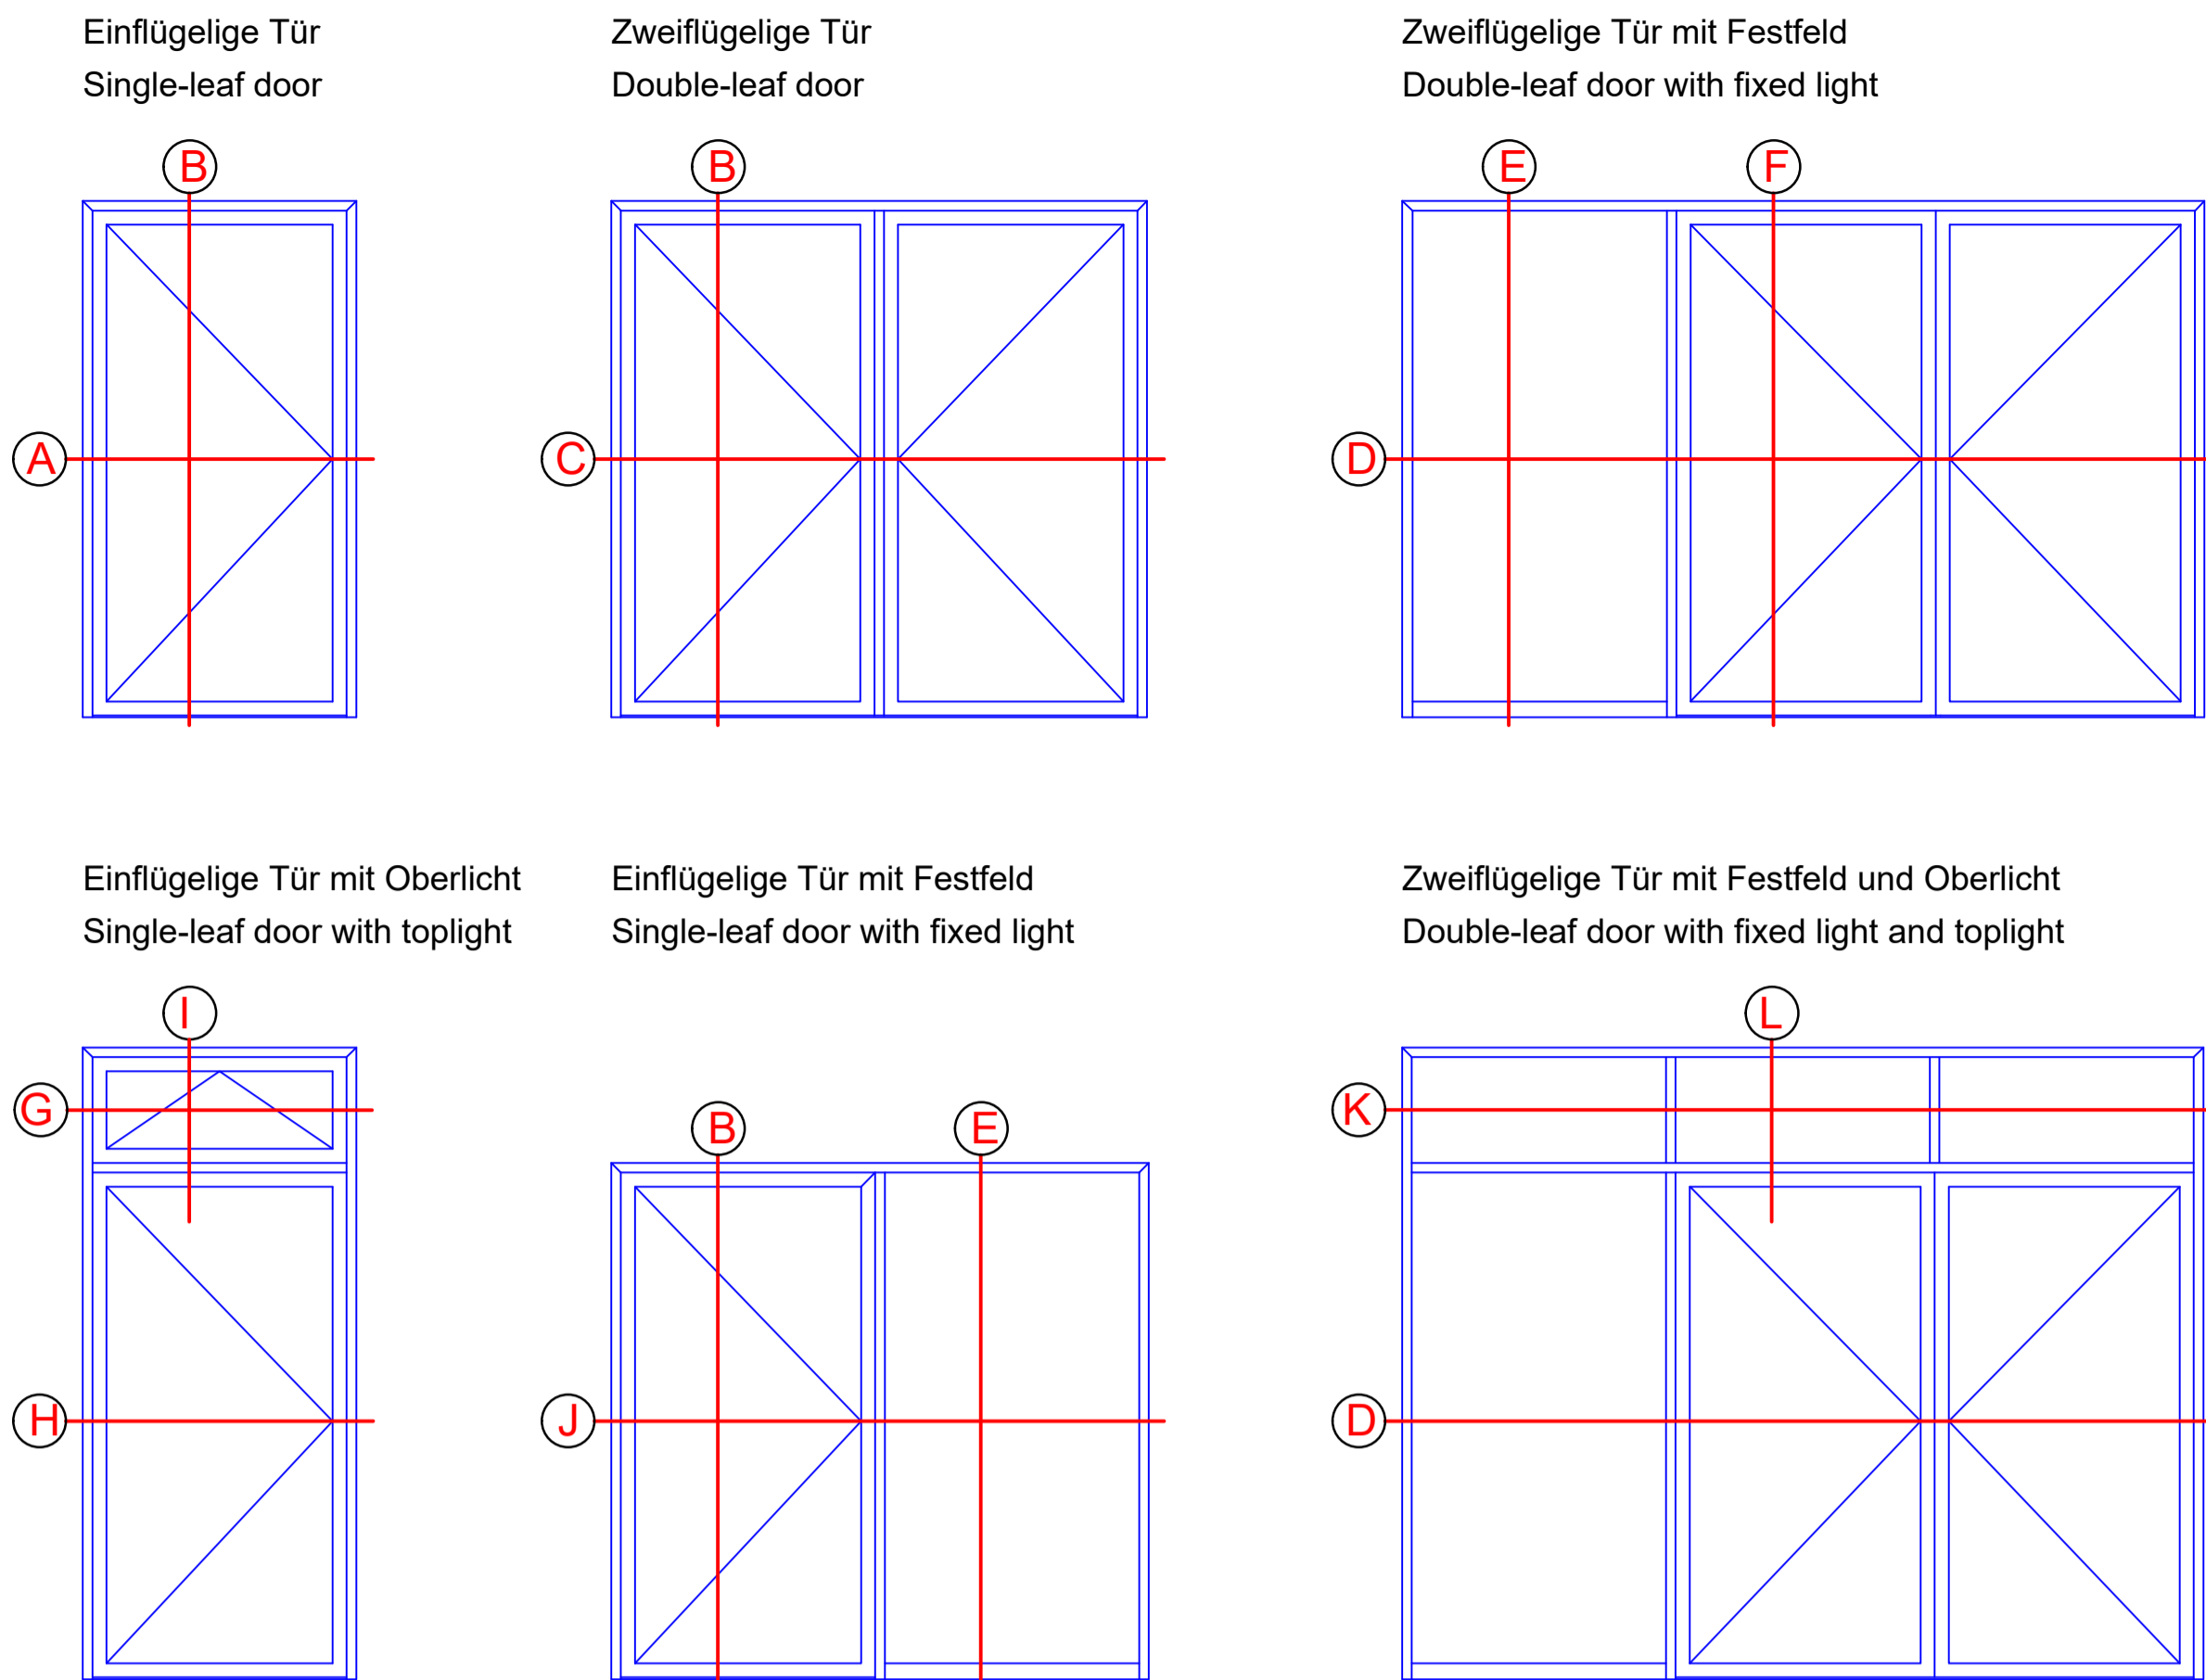 Einflügelige Tür
Single-leaf door
Zweiflügelige Tür
Double-leaf door
Zweiflügelige Tür mit Festfeld
Double-leaf door with fixed light
B
B
E
F
A
C
D
Einflügelige Tür mit Oberlicht
Single-leaf door with toplight
Einflügelige Tür mit Festfeld
Single-leaf door with fixed light
Zweiflügelige Tür mit Festfeld und Oberlicht
Double-leaf door with fixed light and toplight
I
L
G
K
B
E
H
J
D